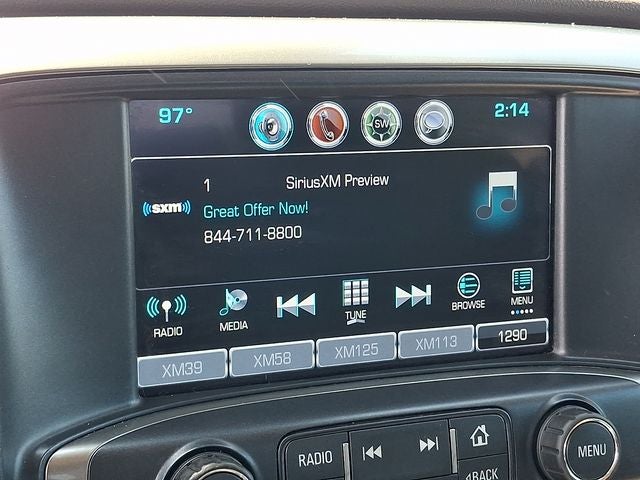 97° SW 2:14
1 SiriusXM Preview
((sxm))
Great Offer Now!
844-711-8800
RADIO MEDIA TUNE BROWSE MENU
XM39 XM58 XM125 XM113 1290
RADIO MENU
BACK